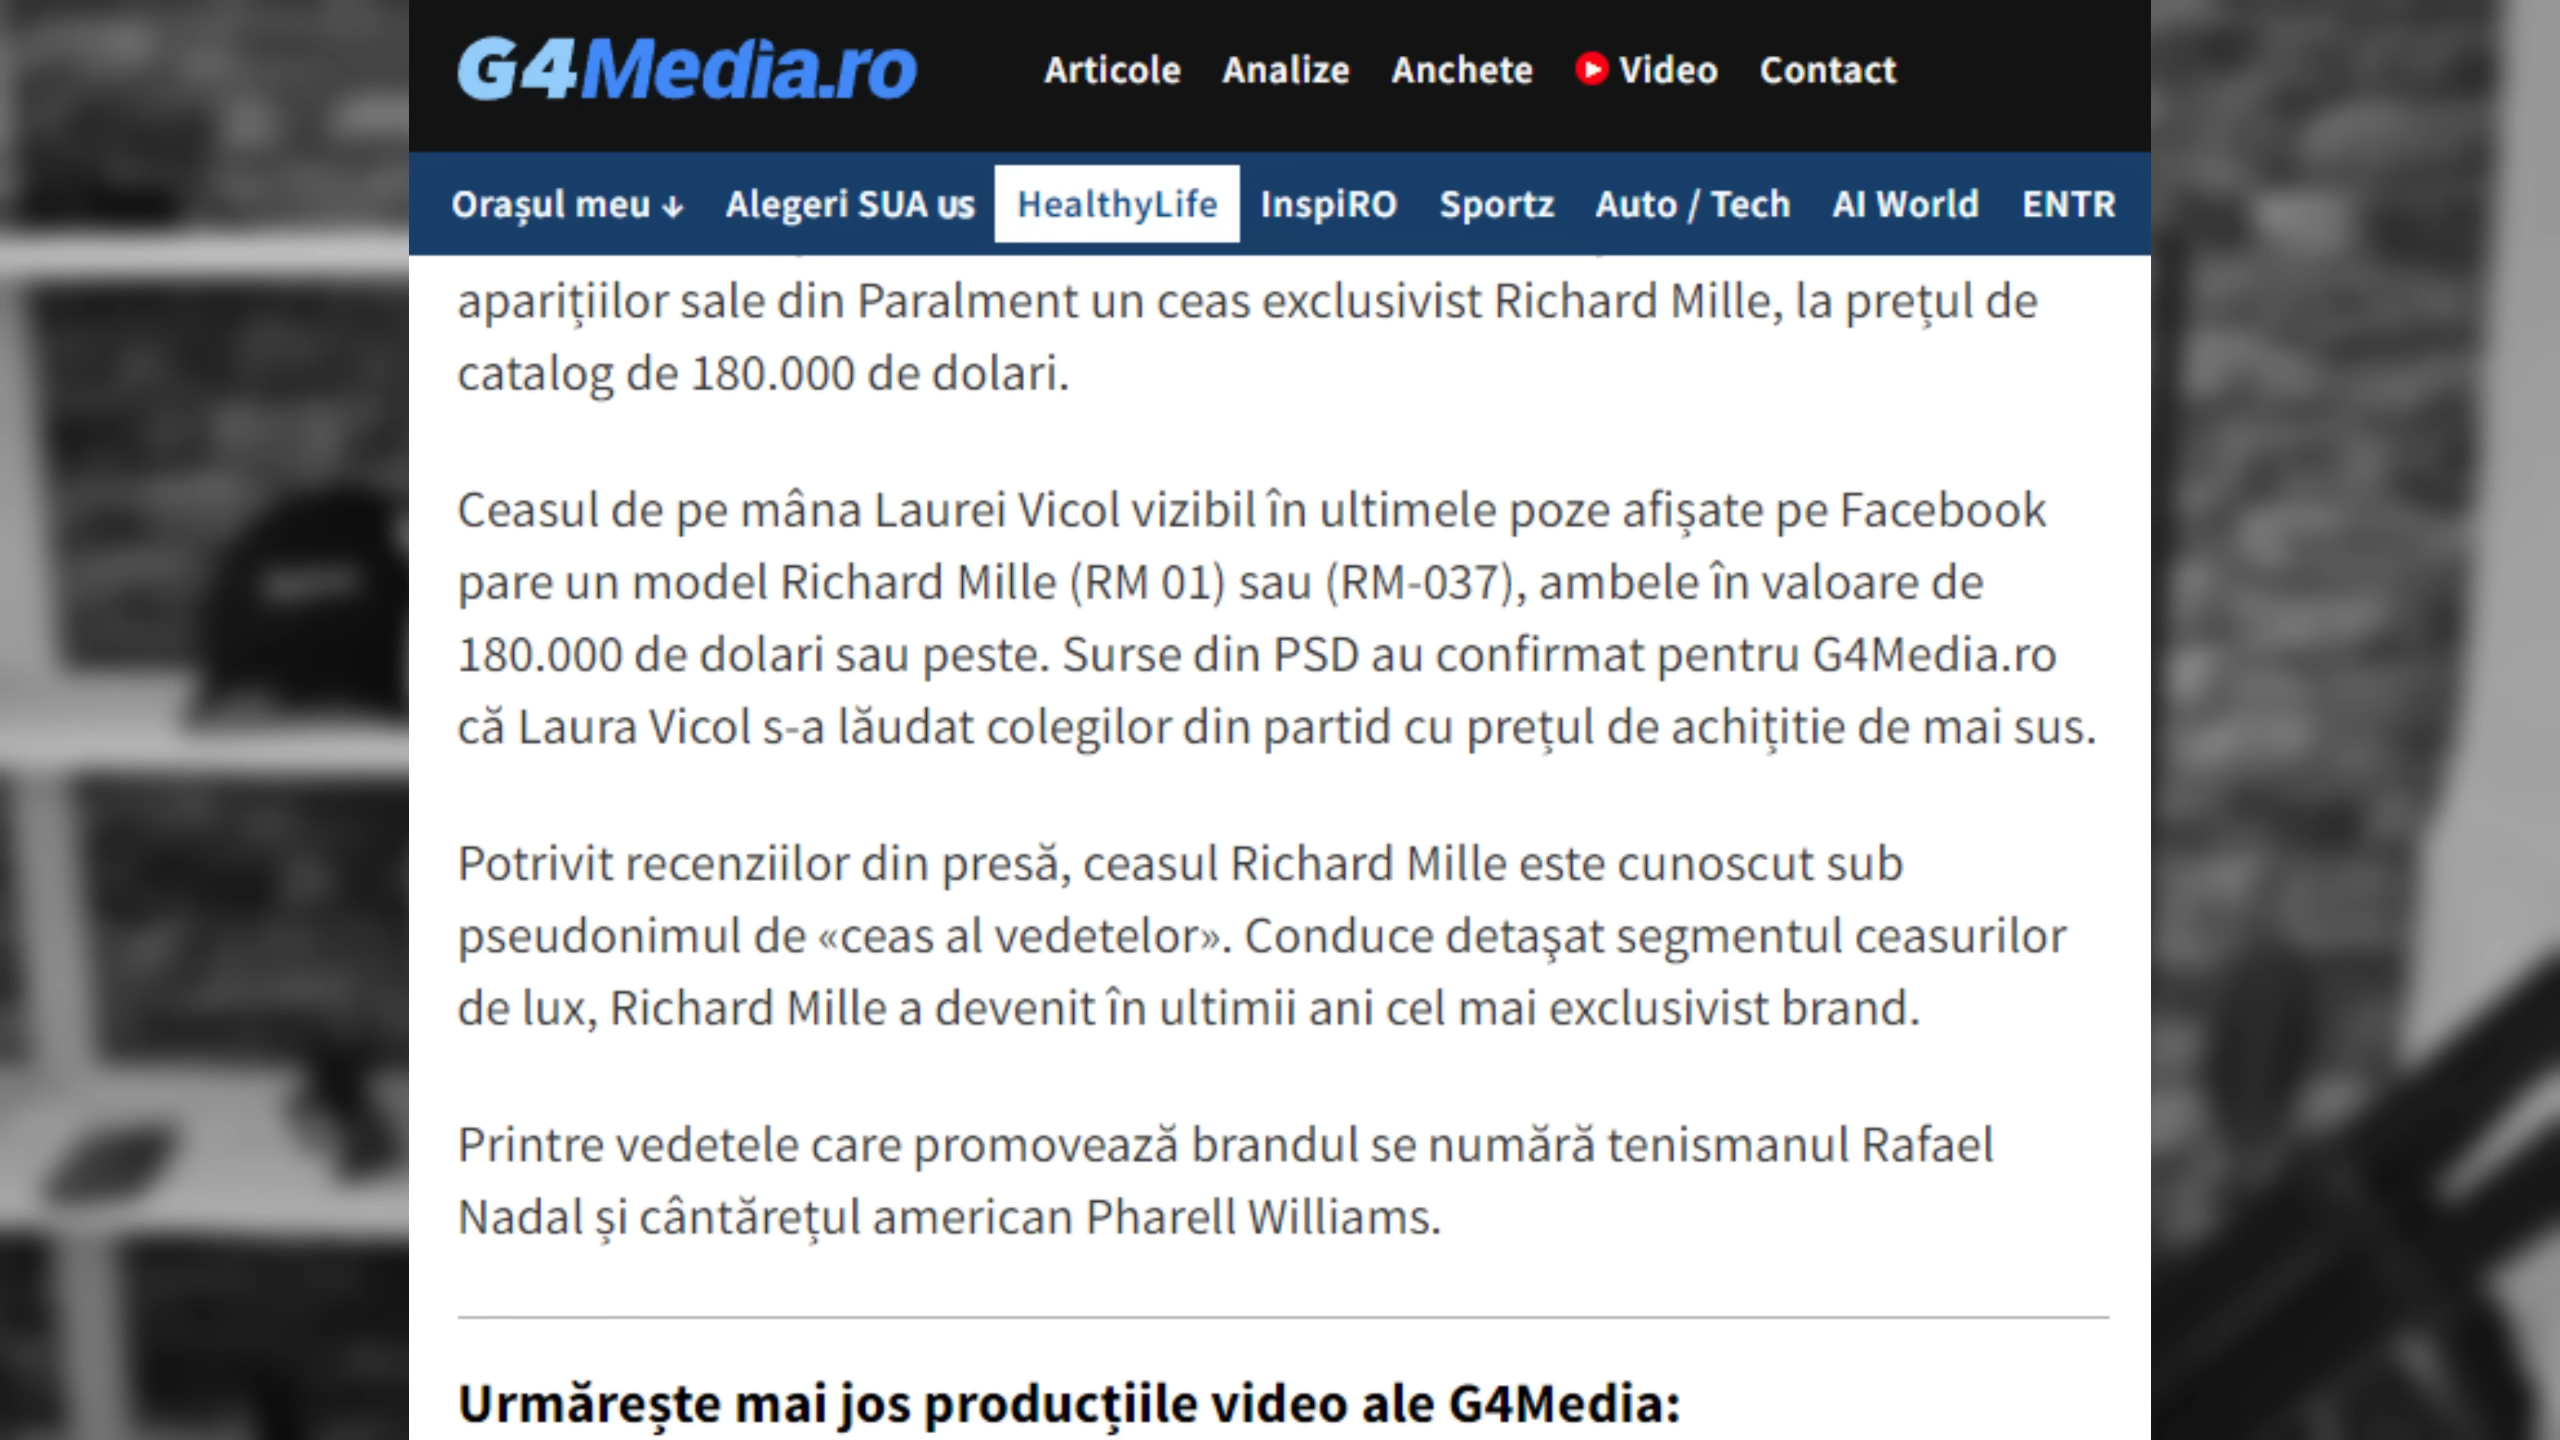 G4Media.ro
Articole Analize Anchete Video Contact
Orașul meu ↓ Alegeri SUA us HealthyLife InspiRO Sportz Auto / Tech AI World ENTR
aparițiilor sale din Paralment un ceas exclusivist Richard Mille, la prețul de
catalog de 180.000 de dolari.
Ceasul de pe mâna Laurei Vicol vizibil în ultimele poze afișate pe Facebook
pare un model Richard Mille (RM 01) sau (RM-037), ambele în valoare de
180.000 de dolari sau peste. Surse din PSD au confirmat pentru G4Media.ro
că Laura Vicol s-a lăudat colegilor din partid cu prețul de achițitie de mai sus.
Potrivit recenziilor din presă, ceasul Richard Mille este cunoscut sub
pseudonimul de «ceas al vedetelor». Conduce detaşat segmentul ceasurilor
de lux, Richard Mille a devenit în ultimii ani cel mai exclusivist brand.
Printre vedetele care promovează brandul se numără tenismanul Rafael
Nadal și cântărețul american Pharell Williams.
Urmărește mai jos producțiile video ale G4Media: